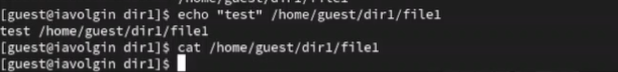 [guest@iavolgin dir1]$ echo "test" /home/guest/dir1/file1
test /home/guest/dir1/file1
[guest@iavolgin dir1]$ cat /home/guest/dir1/file1
[guest@iavolgin dir1]$